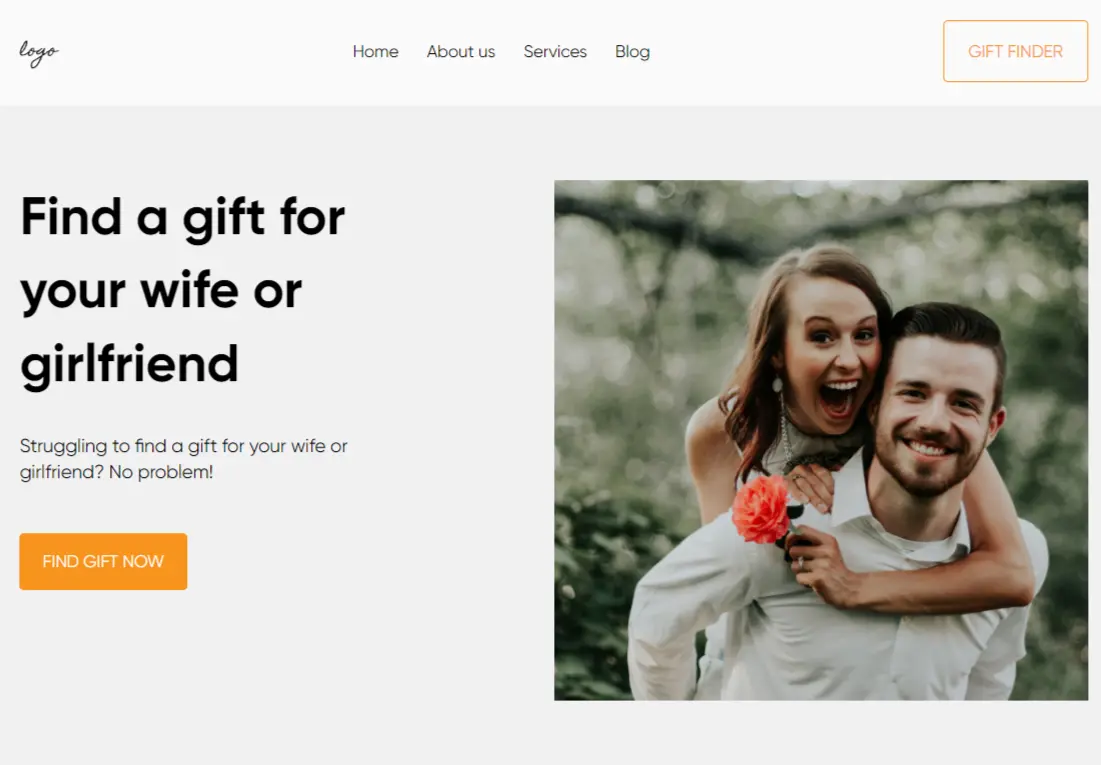 logo
Home
About us
Services
Blog
GIFT FINDER
Find a gift for
your wife or
girlfriend
Struggling to find a gift for your wife or
girlfriend? No problem!
FIND GIFT NOW